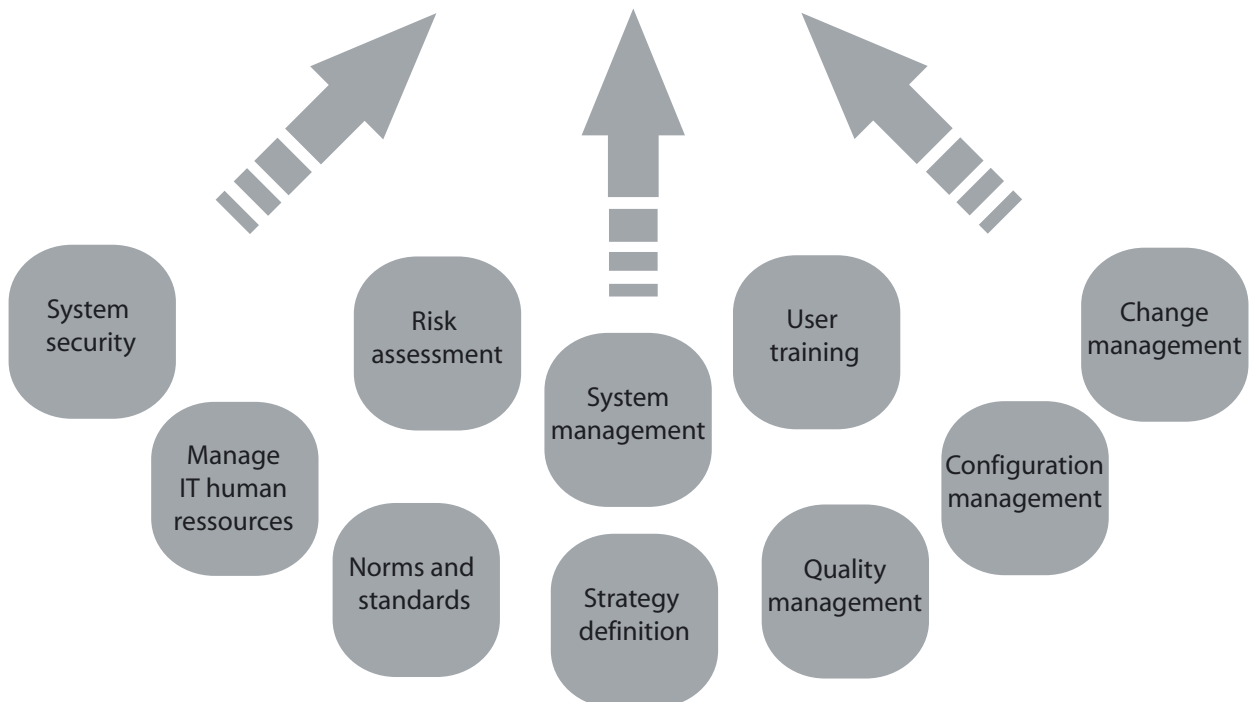 System
security
Risk
assessment
System
management
User
training
Change
management
Manage
IT human
ressources
Configuration
management
Norms and
standards
Strategy
definition
Quality
management